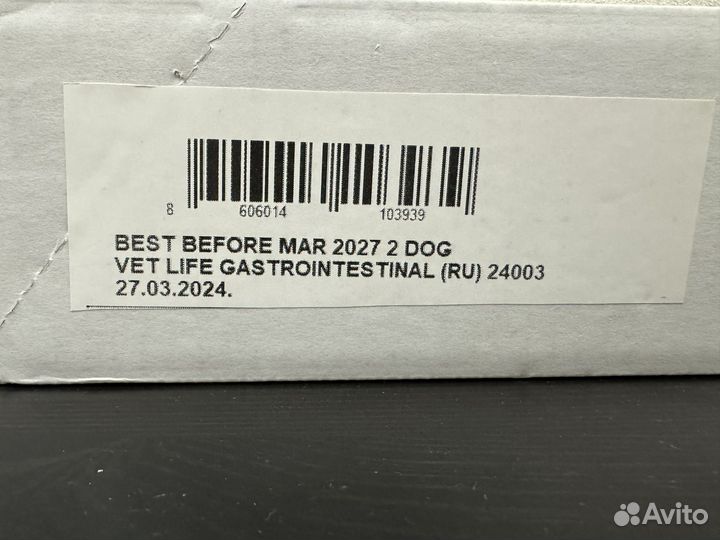 8 606014 103939
BEST BEFORE MAR 2027 2 DOG
VET LIFE GASTROINTESTINAL (RU) 24003
27.03.2024.
Avito